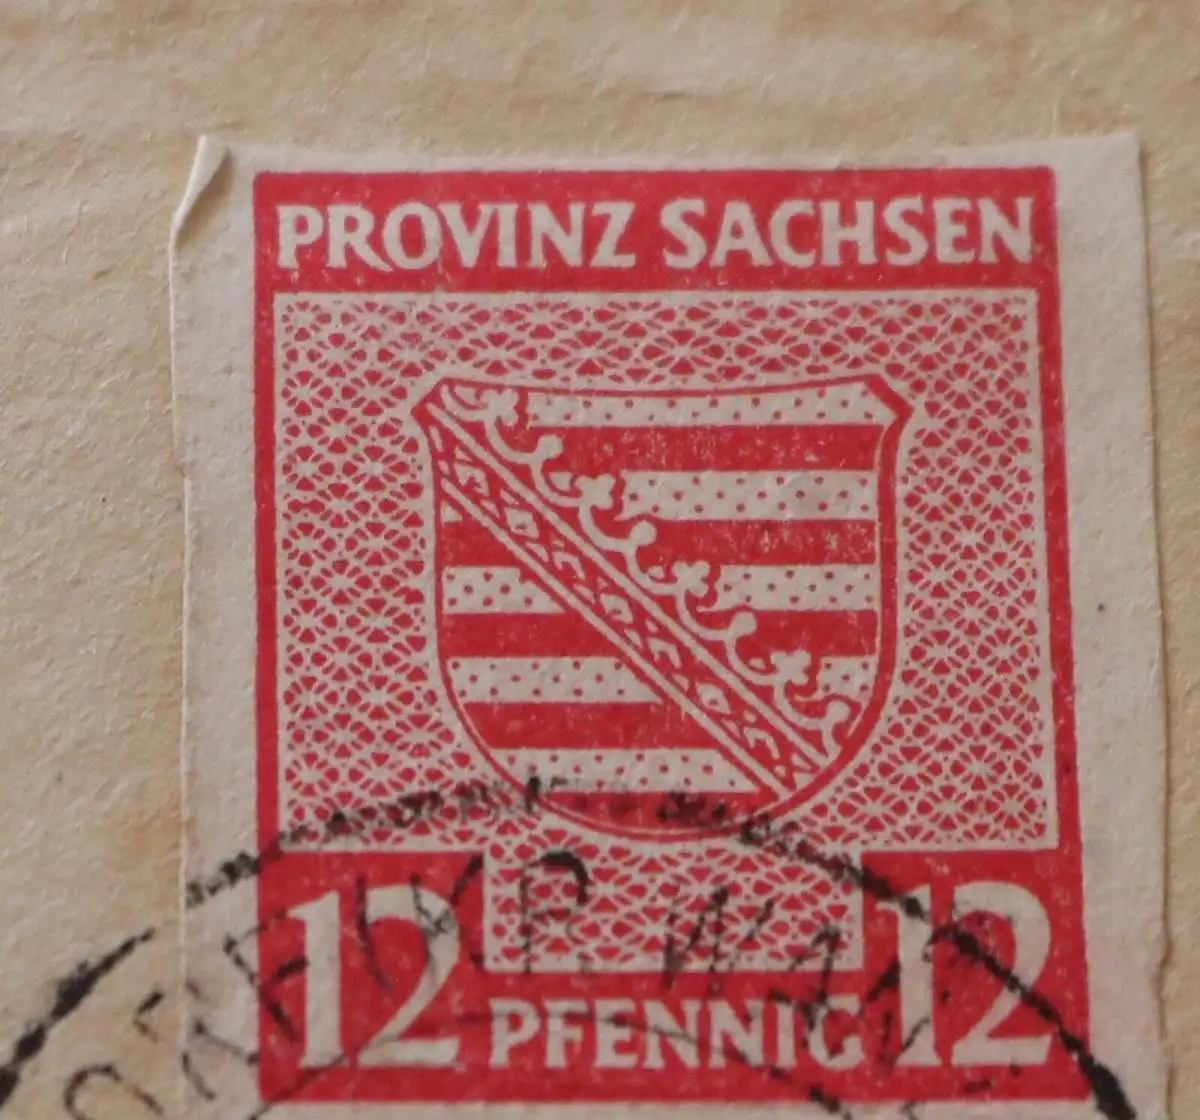 PROVINZ SACHSEN
12 PFENNIG 12